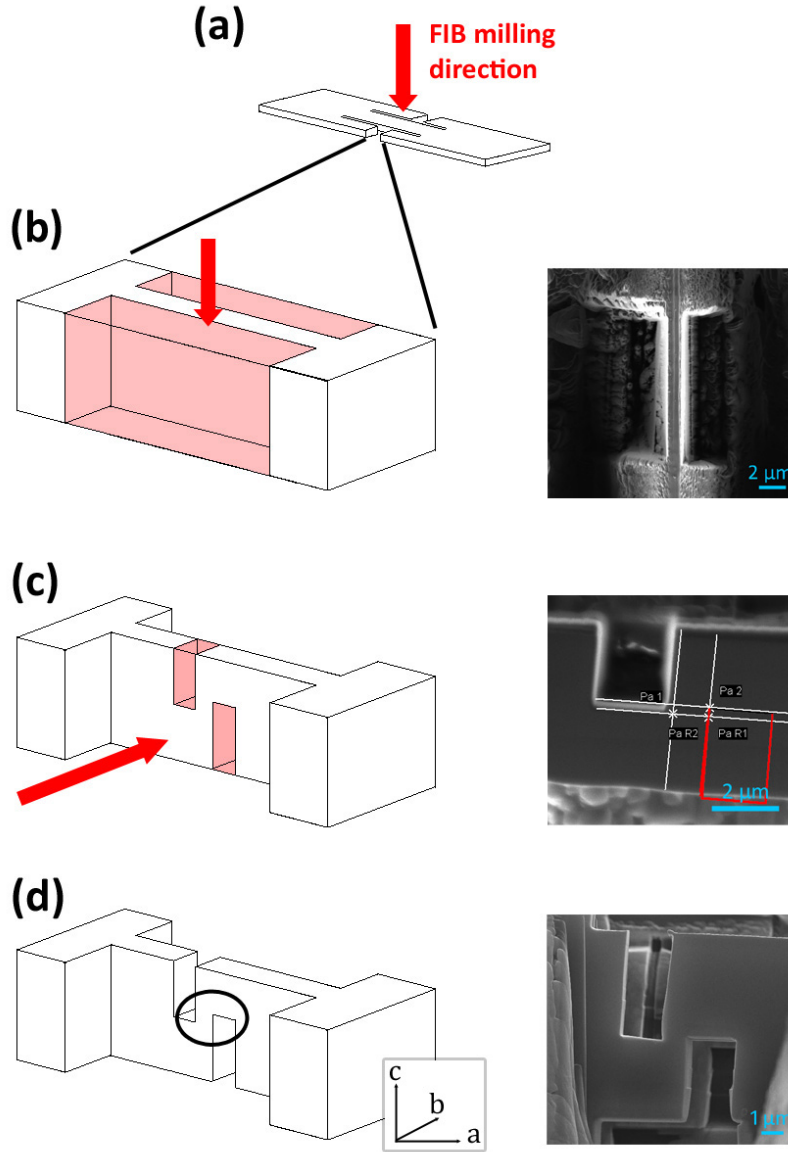 (a)
FIB milling
direction
(b)
2 μm
(c)
Pa 1
Pa 2
Pa R2
Pa R1
2 μm
(d)
c
b
a
1 μm